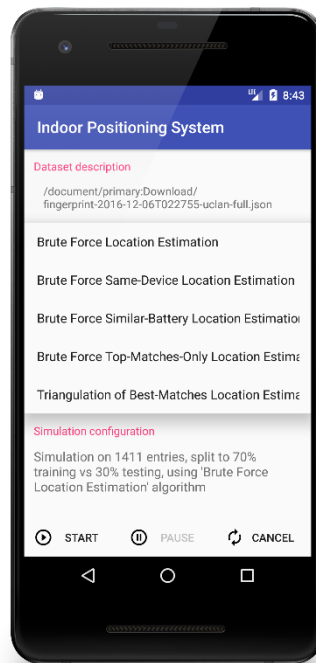 LTE 8:43
Indoor Positioning System
Dataset description
/document/primary:Download/
fingerprint-2016-12-06T022755-uclan-full.json
Brute Force Location Estimation
Brute Force Same-Device Location Estimation
Brute Force Similar-Battery Location Estimation
Brute Force Top-Matches-Only Location Estima
Triangulation of Best-Matches Location Estima
Simulation configuration
Simulation on 1411 entries, split to 70%
training vs 30% testing, using 'Brute Force
Location Estimation' algorithm
START PAUSE CANCEL